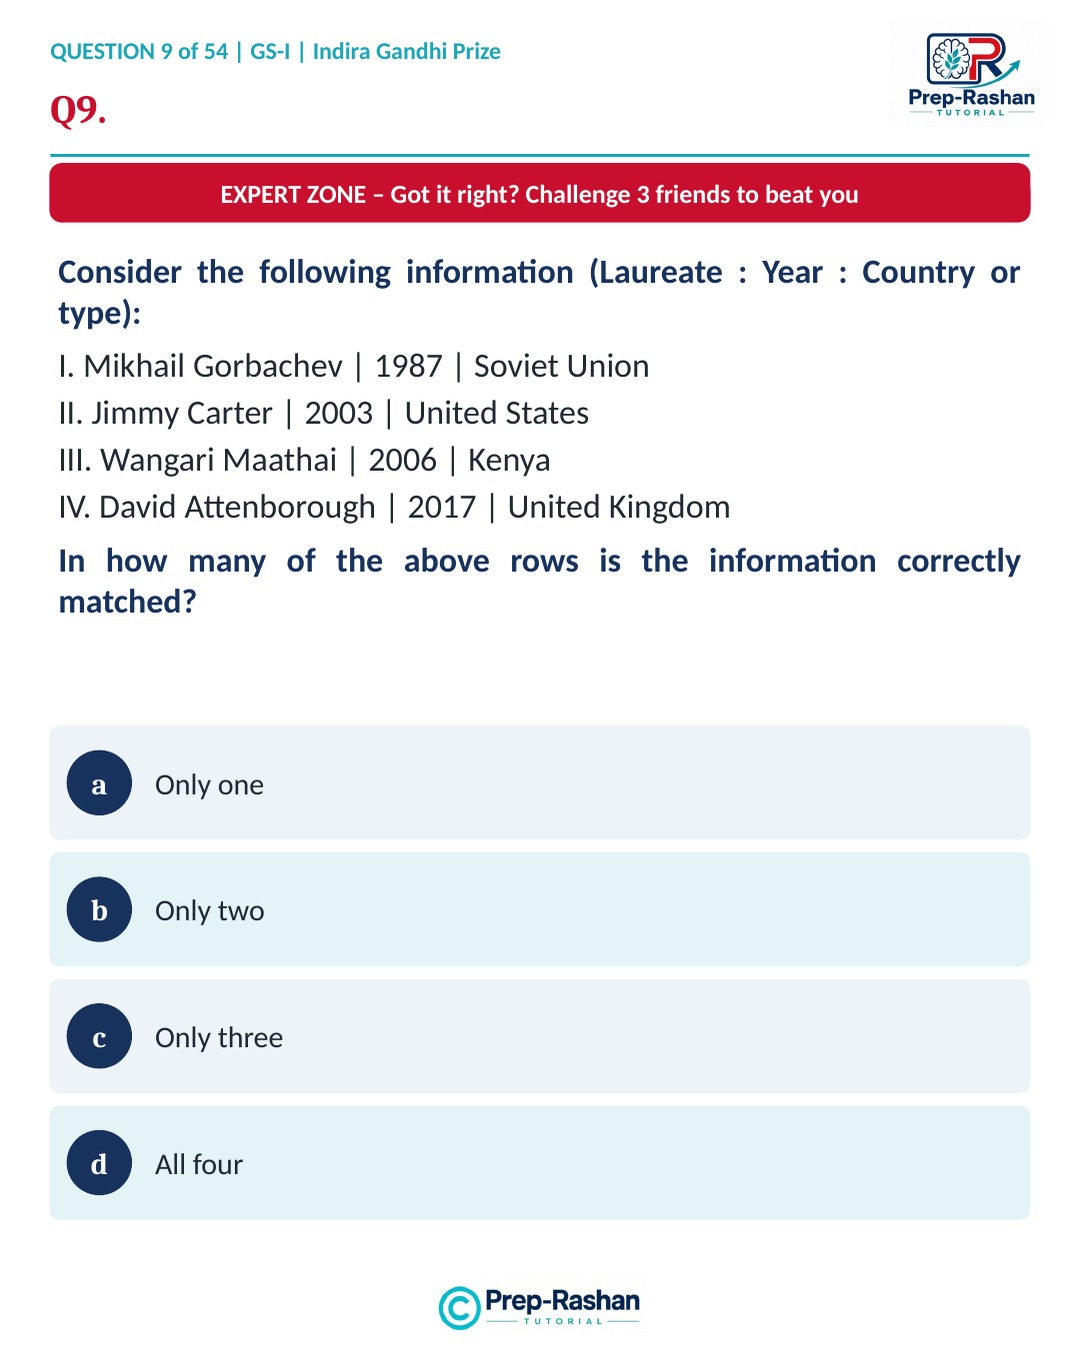 QUESTION 9 of 54 | GS-I | Indira Gandhi Prize
Prep-Rashan
TUTORIAL
Q9.
EXPERT ZONE – Got it right? Challenge 3 friends to beat you
Consider the following information (Laureate : Year : Country or
type):
I. Mikhail Gorbachev | 1987 | Soviet Union
II. Jimmy Carter | 2003 | United States
III. Wangari Maathai | 2006 | Kenya
IV. David Attenborough | 2017 | United Kingdom
In how many of the above rows is the information correctly
matched?
a Only one
b Only two
c Only three
d All four
© Prep-Rashan
TUTORIAL